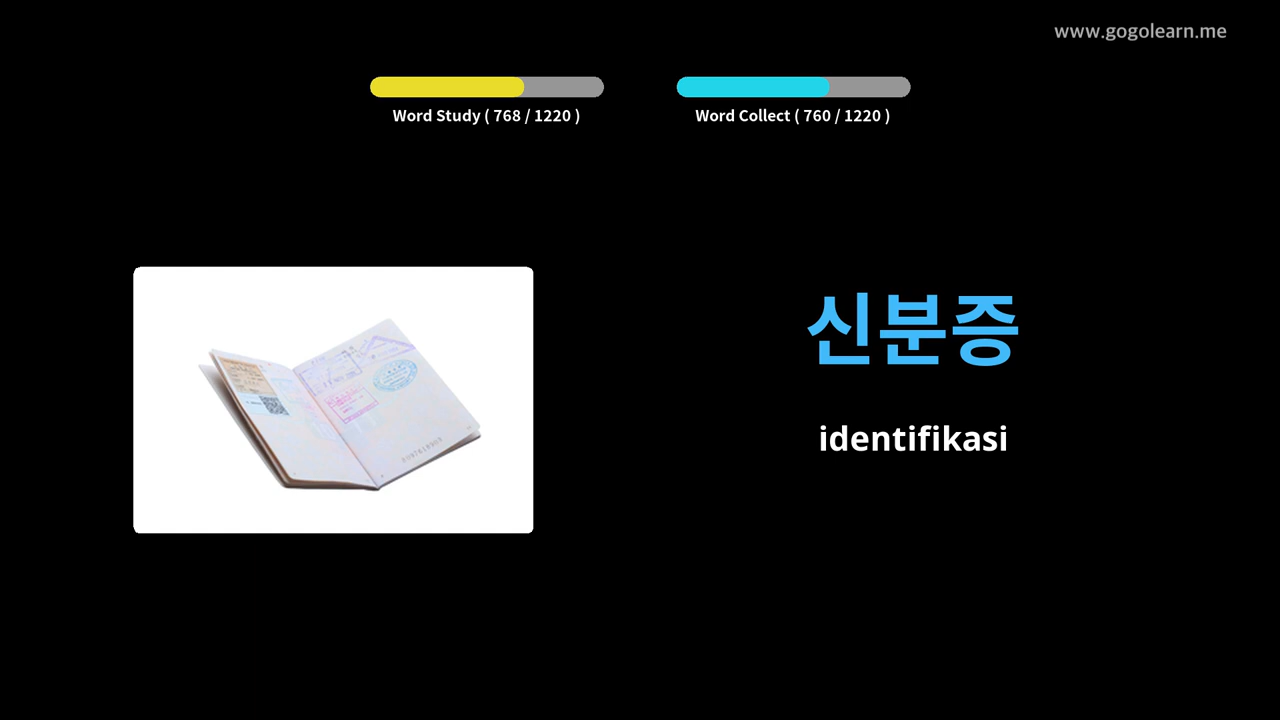 www.gogolearn.me
Word Study ( 768 / 1220 )
Word Collect ( 760 / 1220 )
신분증
identifikasi